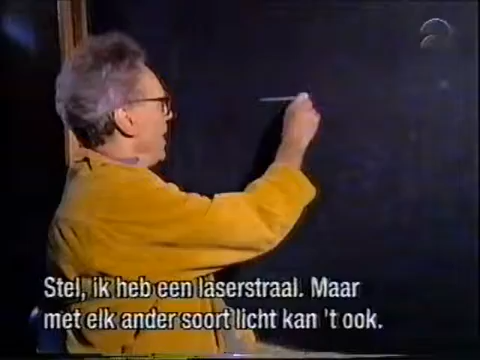 Stel, ik heb een laserstraal. Maar
met elk ander soort licht kan 't ook.